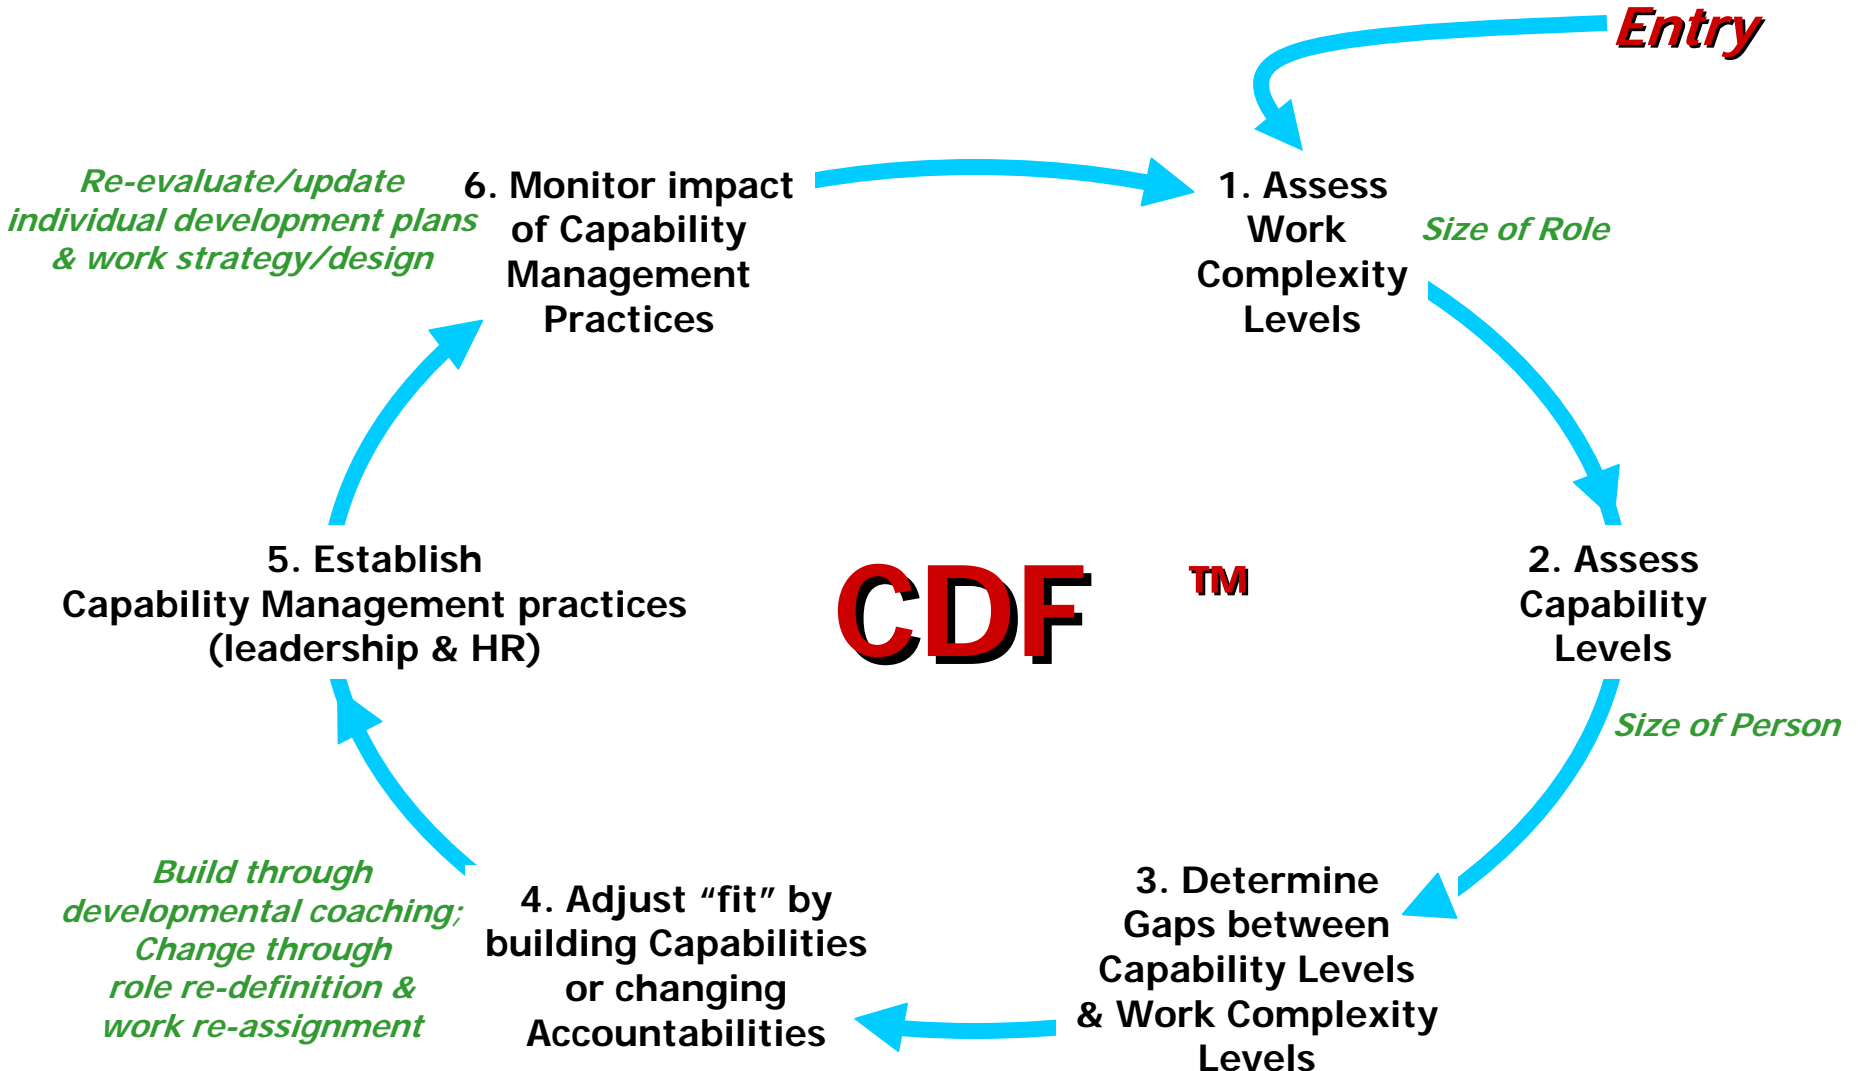 Entry
1. Assess
Work
Complexity
Levels
Size of Role
2. Assess
Capability
Levels
Size of Person
3. Determine
Gaps between
Capability Levels
& Work Complexity
Levels
4. Adjust “fit” by
building Capabilities
or changing
Accountabilities
Build through
developmental coaching;
Change through
role re-definition &
work re-assignment
5. Establish
Capability Management practices
(leadership & HR)
6. Monitor impact
of Capability
Management
Practices
Re-evaluate/update
individual development plans
& work strategy/design
CDF ™